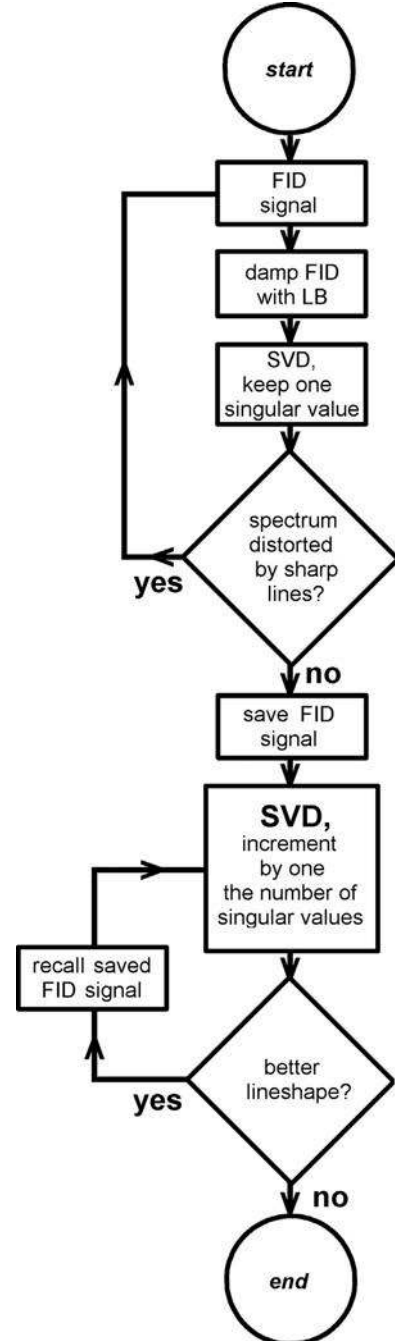 start
FID
signal
damp FID
with LB
SVD,
keep one
singular value
spectrum
distorted
by sharp
lines?
yes
no
save FID
signal
SVD,
increment
by one
the number of
singular values
recall saved
FID signal
better
lineshape?
yes
no
end